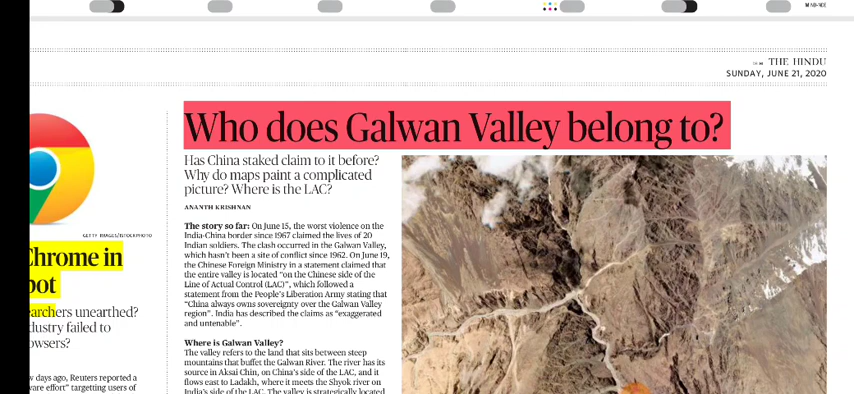 THE HINDU
SUNDAY, JUNE 21, 2020
Who does Galwan Valley belong to?
Has China staked claim to it before?
Why do maps paint a complicated
picture? Where is the LAC?
ANANTH KRISHNAN
The story so far: On June 15, the worst violence on the
India-China border since 1967 claimed the lives of 20
Indian soldiers. The clash occurred in the Galwan Valley,
which hasn't been a site of conflict since 1962. On June 19,
the Chinese Foreign Ministry in a statement claimed that
the entire valley is located "on the Chinese side of the
Line of Actual Control (LAC)", which followed a
statement from the People's Liberation Army stating that
"China always owns sovereignty over the Galwan Valley
region". India has described the claims as "exaggerated
and untenable".
Where is Galwan Valley?
The valley refers to the land that sits between steep
mountains that buffet the Galwan River. The river has its
source in Aksai Chin, on China's side of the LAC, and it
flows east to Ladakh, where it meets the Shyok river on
India's side of the LAC. The valley is strategically located
GETTY IMAGES/ISTOCKPHOTO
Chrome in
pot
earchers unearthed?
dustry failed to
owsers?
w days ago, Reuters reported a
ware effort" targetting users of